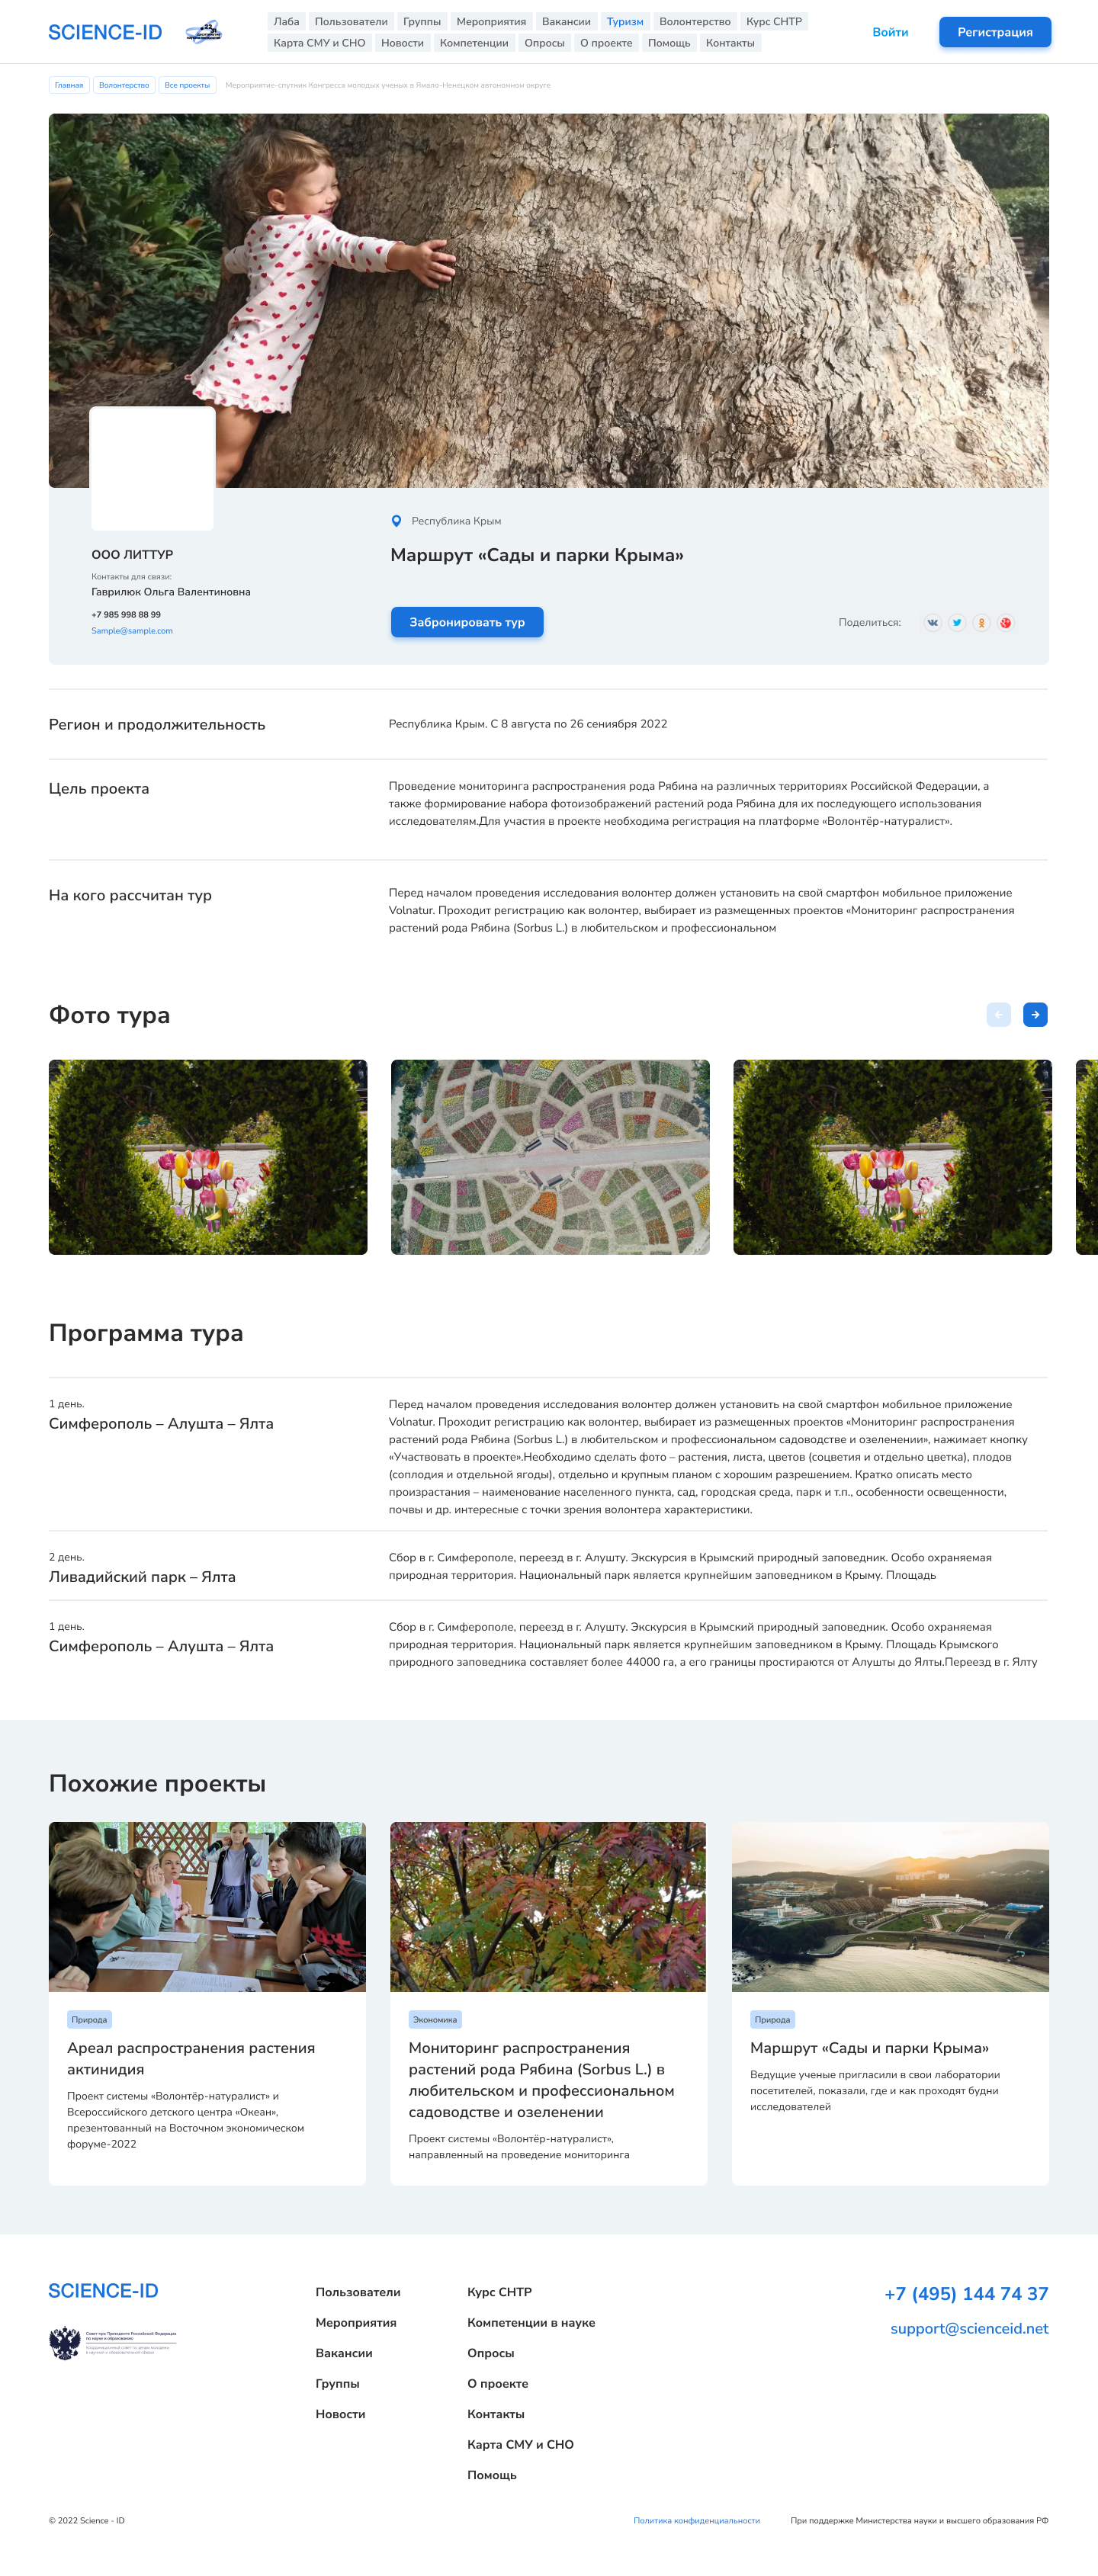 SCIENCE-ID
Лаба Пользователи Группы Мероприятия Вакансии Туризм Волонтерство Курс СНТР
Карта СМУ и СНО Новости Компетенции Опросы О проекте Помощь Контакты
Войти
Регистрация
Главная Волонтерство Все проекты Мероприятие-спутник Конгресса молодых ученых в Ямало-Ненецком автономном округе
Республика Крым
ООО ЛИТТУР
Маршрут «Сады и парки Крыма»
Контакты для связи:
Гаврилюк Ольга Валентиновна
+7 985 998 88 99
Sample@sample.com
Забронировать тур
Поделиться:
Регион и продолжительность
Республика Крым. С 8 августа по 26 сениября 2022
Цель проекта
Проведение мониторинга распространения рода Рябина на различных территориях Российской Федерации, а
также формирование набора фотоизображений растений рода Рябина для их последующего использования
исследователям.Для участия в проекте необходима регистрация на платформе «Волонтёр-натуралист».
На кого рассчитан тур
Перед началом проведения исследования волонтер должен установить на свой смартфон мобильное приложение
Volnatur. Проходит регистрацию как волонтер, выбирает из размещенных проектов «Мониторинг распространения
растений рода Рябина (Sorbus L.) в любительском и профессиональном
Фото тура
Программа тура
1 день.
Симферополь – Алушта – Ялта
Перед началом проведения исследования волонтер должен установить на свой смартфон мобильное приложение
Volnatur. Проходит регистрацию как волонтер, выбирает из размещенных проектов «Мониторинг распространения
растений рода Рябина (Sorbus L.) в любительском и профессиональном садоводстве и озеленении», нажимает кнопку
«Участвовать в проекте».Необходимо сделать фото – растения, листа, цветов (соцветия и отдельно цветка), плодов
(соплодия и отдельной ягоды), отдельно и крупным планом с хорошим разрешением. Кратко описать место
произрастания – наименование населенного пункта, сад, городская среда, парк и т.п., особенности освещенности,
почвы и др. интересные с точки зрения волонтера характеристики.
2 день.
Ливадийский парк – Ялта
Сбор в г. Симферополе, переезд в г. Алушту. Экскурсия в Крымский природный заповедник. Особо охраняемая
природная территория. Национальный парк является крупнейшим заповедником в Крыму. Площадь
1 день.
Симферополь – Алушта – Ялта
Сбор в г. Симферополе, переезд в г. Алушту. Экскурсия в Крымский природный заповедник. Особо охраняемая
природная территория. Национальный парк является крупнейшим заповедником в Крыму. Площадь Крымского
природного заповедника составляет более 44000 га, а его границы простираются от Алушты до Ялты.Переезд в г. Ялту
Похожие проекты
Природа
Ареал распространения растения
актинидия
Проект системы «Волонтёр-натуралист» и
Всероссийского детского центра «Океан»,
презентованный на Восточном экономическом
форуме-2022
Экономика
Мониторинг распространения
растений рода Рябина (Sorbus L.) в
любительском и профессиональном
садоводстве и озеленении
Проект системы «Волонтёр-натуралист»,
направленный на проведение мониторинга
Природа
Маршрут «Сады и парки Крыма»
Ведущие ученые пригласили в свои лаборатории
посетителей, показали, где и как проходят будни
исследователей
SCIENCE-ID
Совет при Президенте Российской Федерации
по науке и образованию
Пользователи
Мероприятия
Вакансии
Группы
Новости
Курс СНТР
Компетенции в науке
Опросы
О проекте
Контакты
Карта СМУ и СНО
Помощь
+7 (495) 144 74 37
support@scienceid.net
© 2022 Science - ID
Политика конфиденциальности
При поддержке Министерства науки и высшего образования РФ